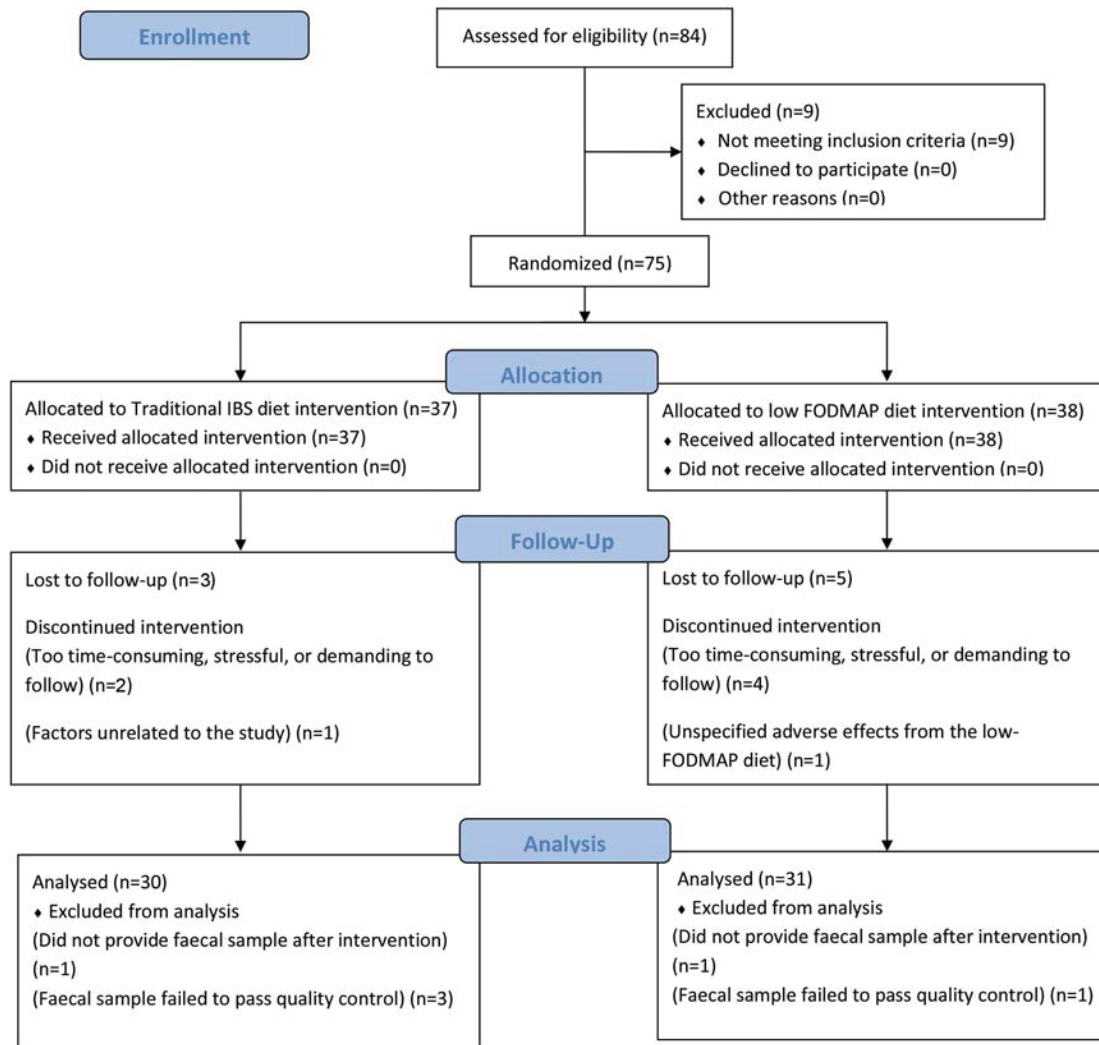 Enrollment
Assessed for eligibility (n=84)
Excluded (n=9)
♦ Not meeting inclusion criteria (n=9)
♦ Declined to participate (n=0)
♦ Other reasons (n=0)
Randomized (n=75)
Allocation
Allocated to Traditional IBS diet intervention (n=37)
♦ Received allocated intervention (n=37)
♦ Did not receive allocated intervention (n=0)
Allocated to low FODMAP diet intervention (n=38)
♦ Received allocated intervention (n=38)
♦ Did not receive allocated intervention (n=0)
Follow-Up
Lost to follow-up (n=3)
Discontinued intervention
(Too time-consuming, stressful, or demanding to
follow) (n=2)
(Factors unrelated to the study) (n=1)
Lost to follow-up (n=5)
Discontinued intervention
(Too time-consuming, stressful, or demanding to
follow) (n=4)
(Unspecified adverse effects from the low-
FODMAP diet) (n=1)
Analysis
Analysed (n=30)
♦ Excluded from analysis
(Did not provide faecal sample after intervention)
(n=1)
(Faecal sample failed to pass quality control) (n=3)
Analysed (n=31)
♦ Excluded from analysis
(Did not provide faecal sample after intervention)
(n=1)
(Faecal sample failed to pass quality control) (n=1)